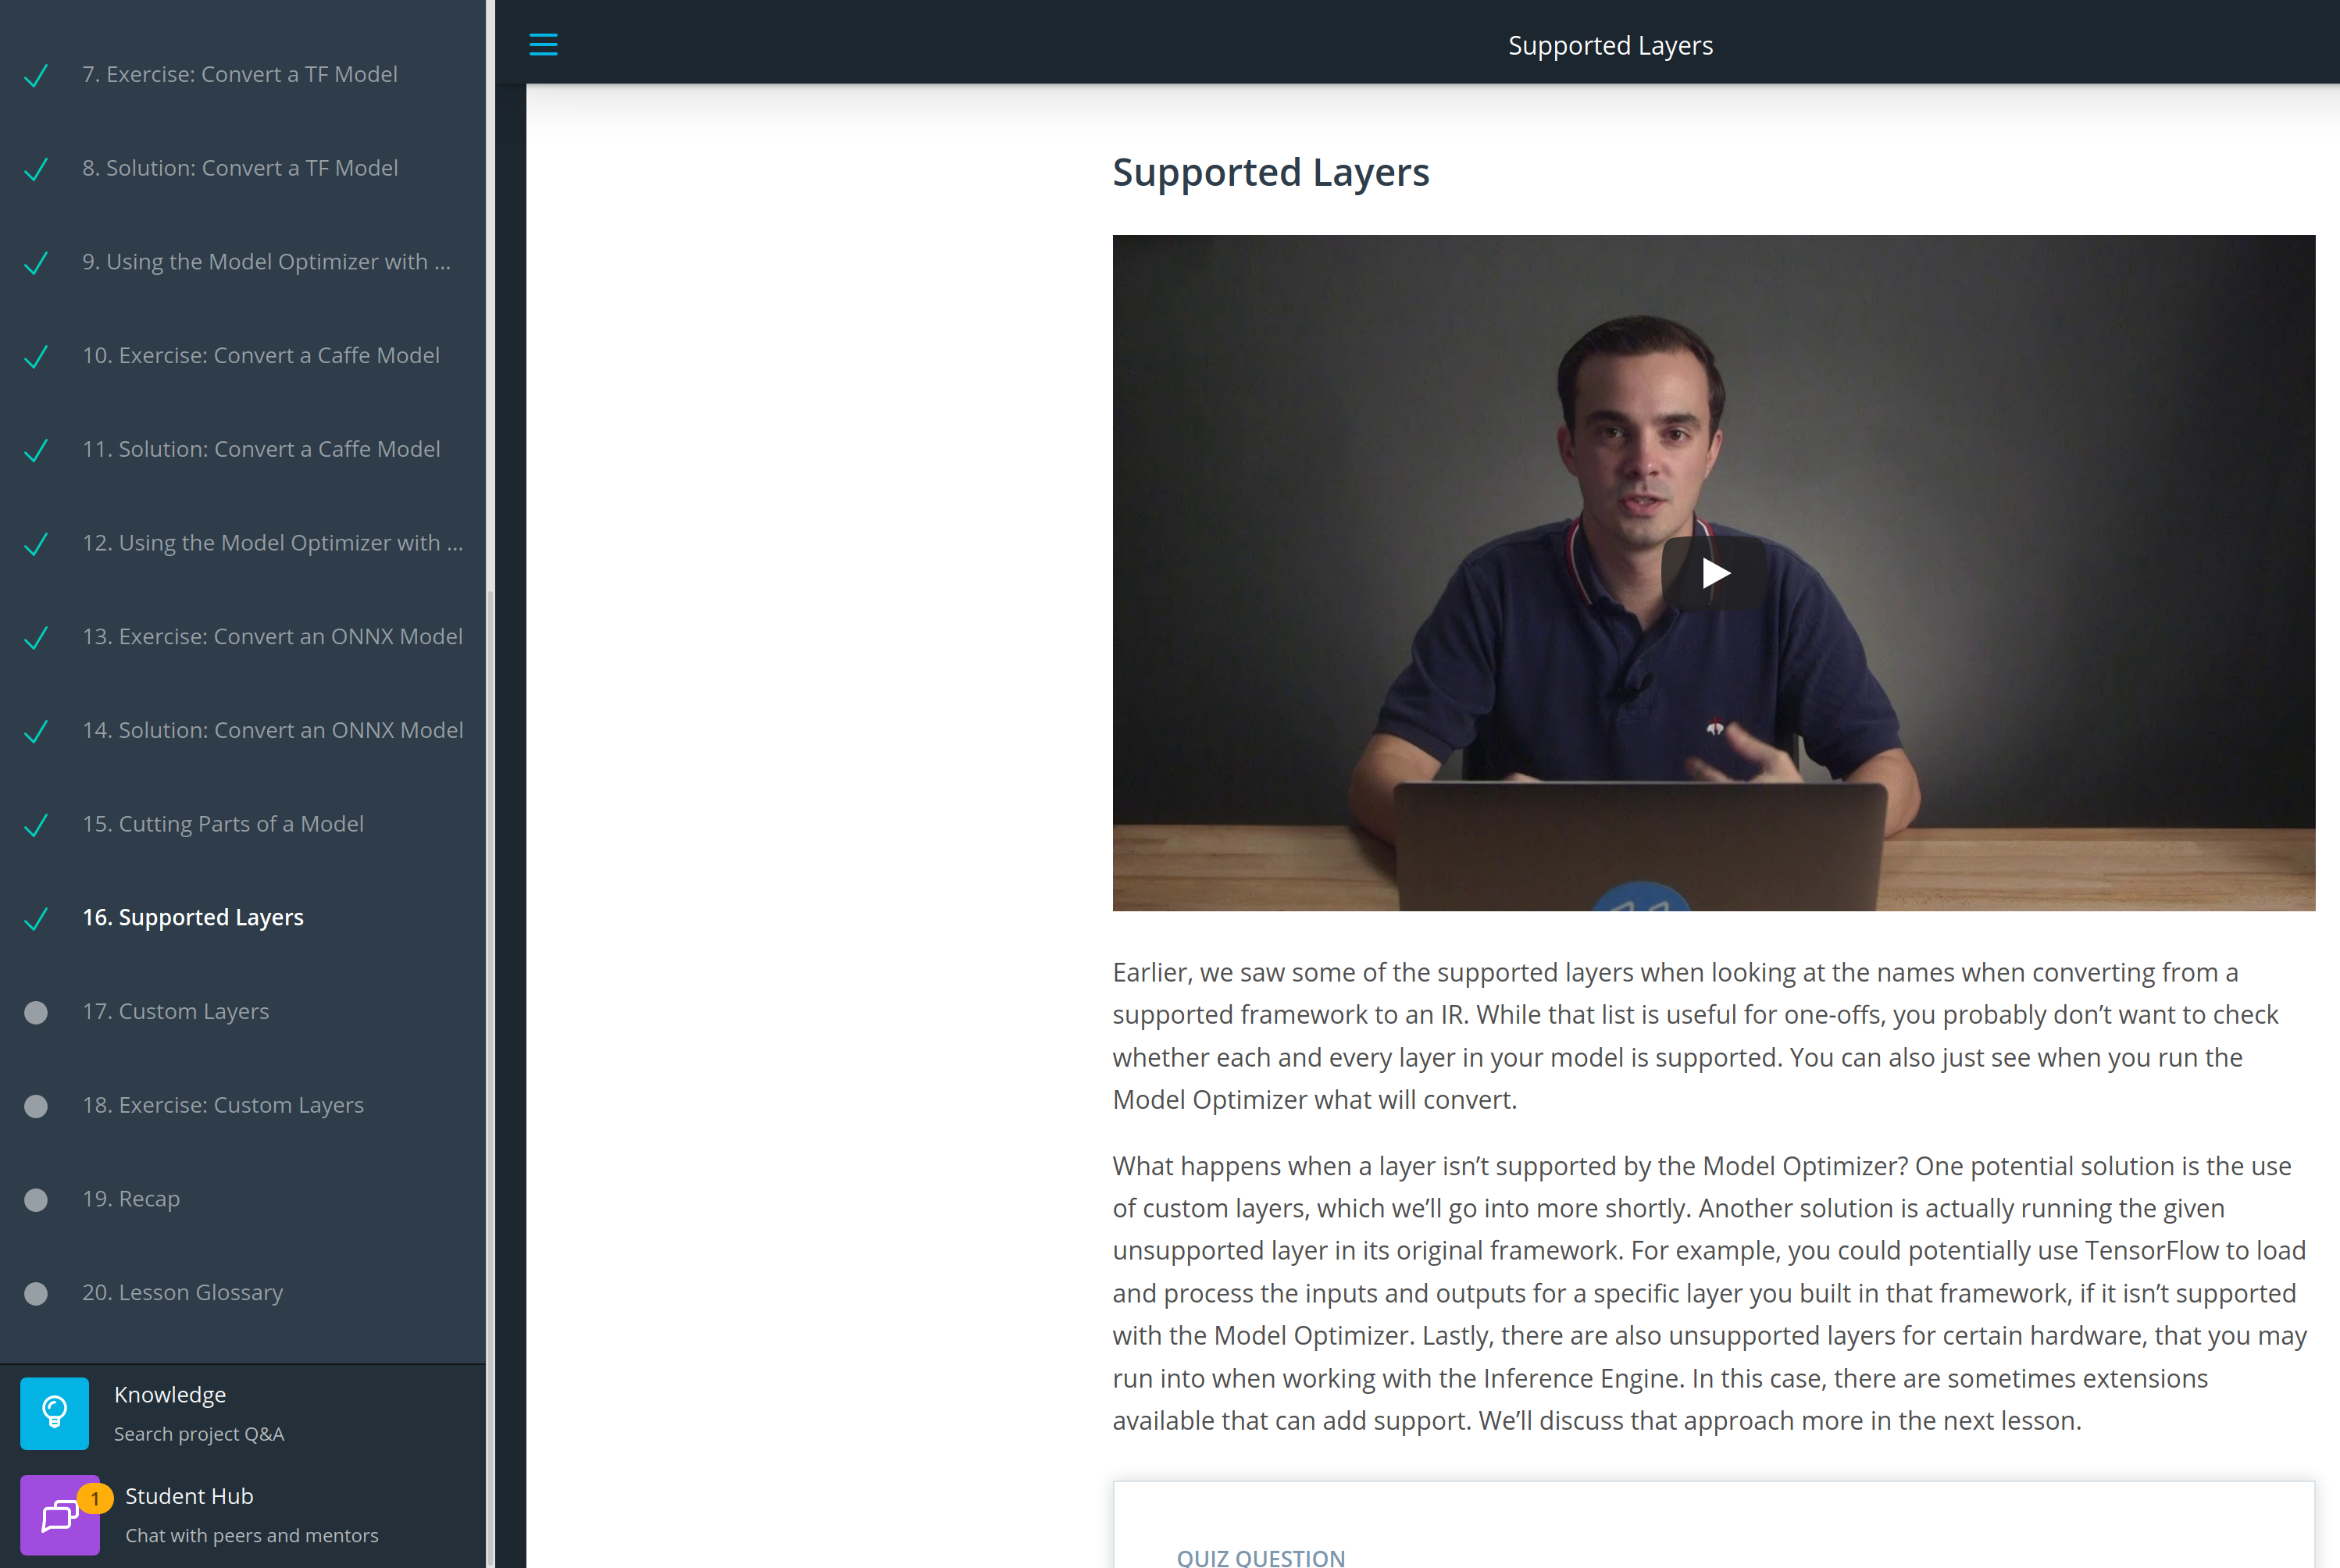 7. Exercise: Convert a TF Model
8. Solution: Convert a TF Model
9. Using the Model Optimizer with ...
10. Exercise: Convert a Caffe Model
11. Solution: Convert a Caffe Model
12. Using the Model Optimizer with ...
13. Exercise: Convert an ONNX Model
14. Solution: Convert an ONNX Model
15. Cutting Parts of a Model
16. Supported Layers
17. Custom Layers
18. Exercise: Custom Layers
19. Recap
20. Lesson Glossary
Knowledge
Search project Q&A
1
Student Hub
Chat with peers and mentors
Supported Layers
Supported Layers
Earlier, we saw some of the supported layers when looking at the names when converting from a
supported framework to an IR. While that list is useful for one-offs, you probably don’t want to check
whether each and every layer in your model is supported. You can also just see when you run the
Model Optimizer what will convert.
What happens when a layer isn’t supported by the Model Optimizer? One potential solution is the use
of custom layers, which we’ll go into more shortly. Another solution is actually running the given
unsupported layer in its original framework. For example, you could potentially use TensorFlow to load
and process the inputs and outputs for a specific layer you built in that framework, if it isn’t supported
with the Model Optimizer. Lastly, there are also unsupported layers for certain hardware, that you may
run into when working with the Inference Engine. In this case, there are sometimes extensions
available that can add support. We’ll discuss that approach more in the next lesson.
QUIZ QUESTION